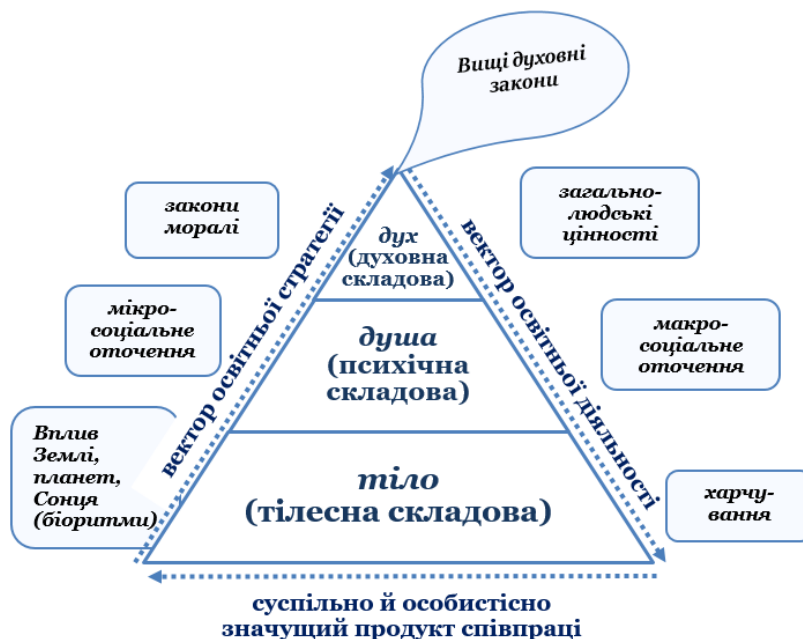 Вищі духовні
закони
закони
моралі
загально-
людські
цінності
дух
(духовна
складова)
вектор освітньої стратегії
вектор освітньої діяльності
мікро-
соціальне
оточення
макро-
соціальне
оточення
душа
(психічна
складова)
Вплив
Землі,
планет,
Сонця
(біоритми)
тіло
(тілесна складова)
харчу-
вання
суспільно й особистісно
значущий продукт співпраці